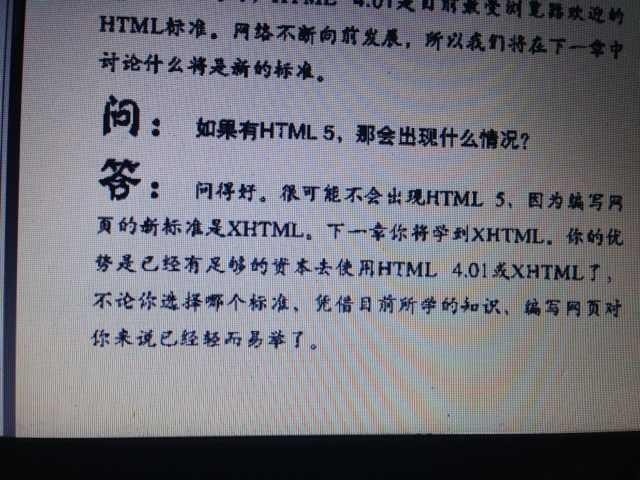 HTML 4.01是目前最受浏览器欢迎的
HTML标准。网络不断向前发展，所以我们将在下一章中
讨论什么将是新的标准。
问： 如果有HTML 5，那会出现什么情况？
答： 问得好。很可能不会出现HTML 5，因为编写网
页的新标准是XHTML。下一章你将学到XHTML。你的优
势是已经有足够的资本去使用HTML 4.01或XHTML了，
不论你选择哪个标准，凭借目前所学的知识，编写网页对
你来说已经轻而易举了。